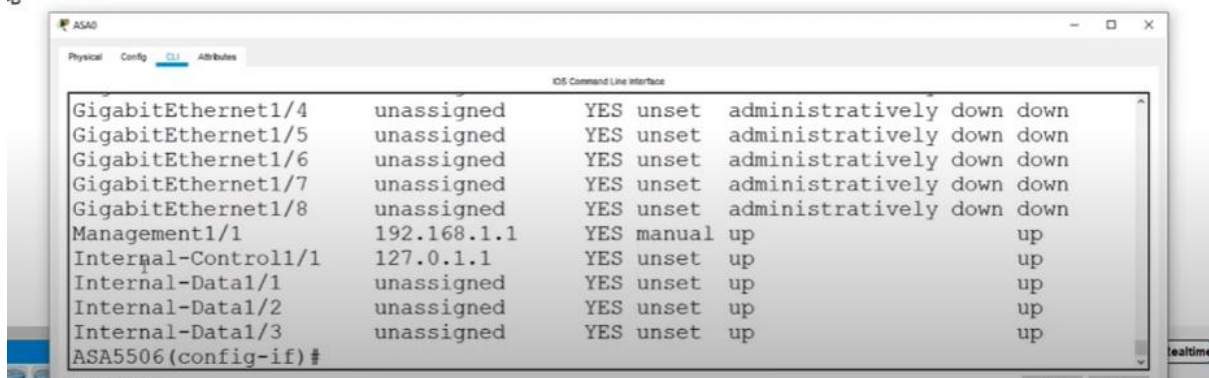 ASA0
Physical Config CLI Attributes
IOS Command Line Interface
GigabitEthernet1/4 unassigned YES unset administratively down down
GigabitEthernet1/5 unassigned YES unset administratively down down
GigabitEthernet1/6 unassigned YES unset administratively down down
GigabitEthernet1/7 unassigned YES unset administratively down down
GigabitEthernet1/8 unassigned YES unset administratively down down
Management1/1 192.168.1.1 YES manual up up
Internal-Control1/1 127.0.1.1 YES unset up up
Internal-Data1/1 unassigned YES unset up up
Internal-Data1/2 unassigned YES unset up up
Internal-Data1/3 unassigned YES unset up up
ASA5506(config-if)#